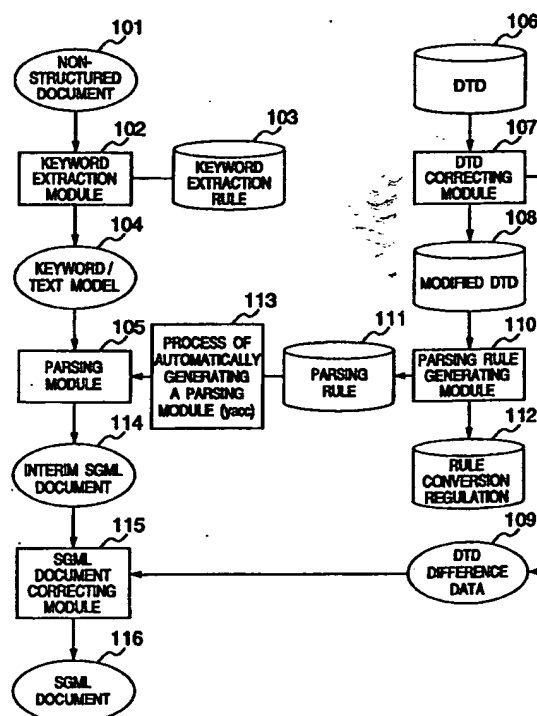 101
NON-
STRUCTURED
DOCUMENT
102
KEYWORD
EXTRACTION
MODULE
103
KEYWORD
EXTRACTION
RULE
104
KEYWORD /
TEXT MODEL
105
PARSING
MODULE
113
PROCESS OF
AUTOMATICALLY
GENERATING
A PARSING
MODULE (yacc)
111
PARSING
RULE
114
INTERIM SGML
DOCUMENT
115
SGML
DOCUMENT
CORRECTING
MODULE
116
SGML
DOCUMENT
106
DTD
107
DTD
CORRECTING
MODULE
108
MODIFIED DTD
110
PARSING RULE
GENERATING
MODULE
112
RULE
CONVERSION
REGULATION
109
DTD
DIFFERENCE
DATA